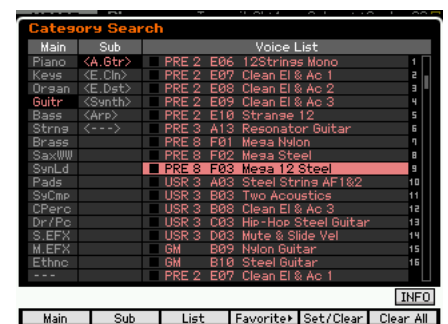 Category Search
Main Sub Voice List
Piano <A.Gtr> PRE 2 E06 12Strings Mono 1
Keys <E.Cln> PRE 2 E07 Clean El & Ac 1 2
Organ <E.Dst> PRE 2 E08 Clean El & Ac 2 3
Guitr <Synth> PRE 2 E09 Clean El & Ac 3 4
Bass <Arp> PRE 2 E10 Strange 12 5
Strng <---> PRE 3 A13 Resonator Guitar 6
Brass PRE 8 F01 Mega Nylon 7
SaxWW PRE 8 F02 Mega Steel 8
SynLd PRE 8 F03 Mega 12 Steel 9
Pads USR 3 A03 Steel String AF1&2 10
SyCmp USR 3 B03 Two Acoustics 11
CPerc USR 3 B08 Clean El & Ac 3 12
Dr/Pc USR 3 D03 Hip-Hop Steel Guitar 13
S.EFX USR 3 D03 Mute & Slide Vel 14
M.EFX GM B09 Nylon Guitar 15
Ethnc GM B10 Steel Guitar 16
--- PRE 2 E07 Clean El & Ac 1
INFO
Main Sub List Favorite▸ Set/Clear Clear All